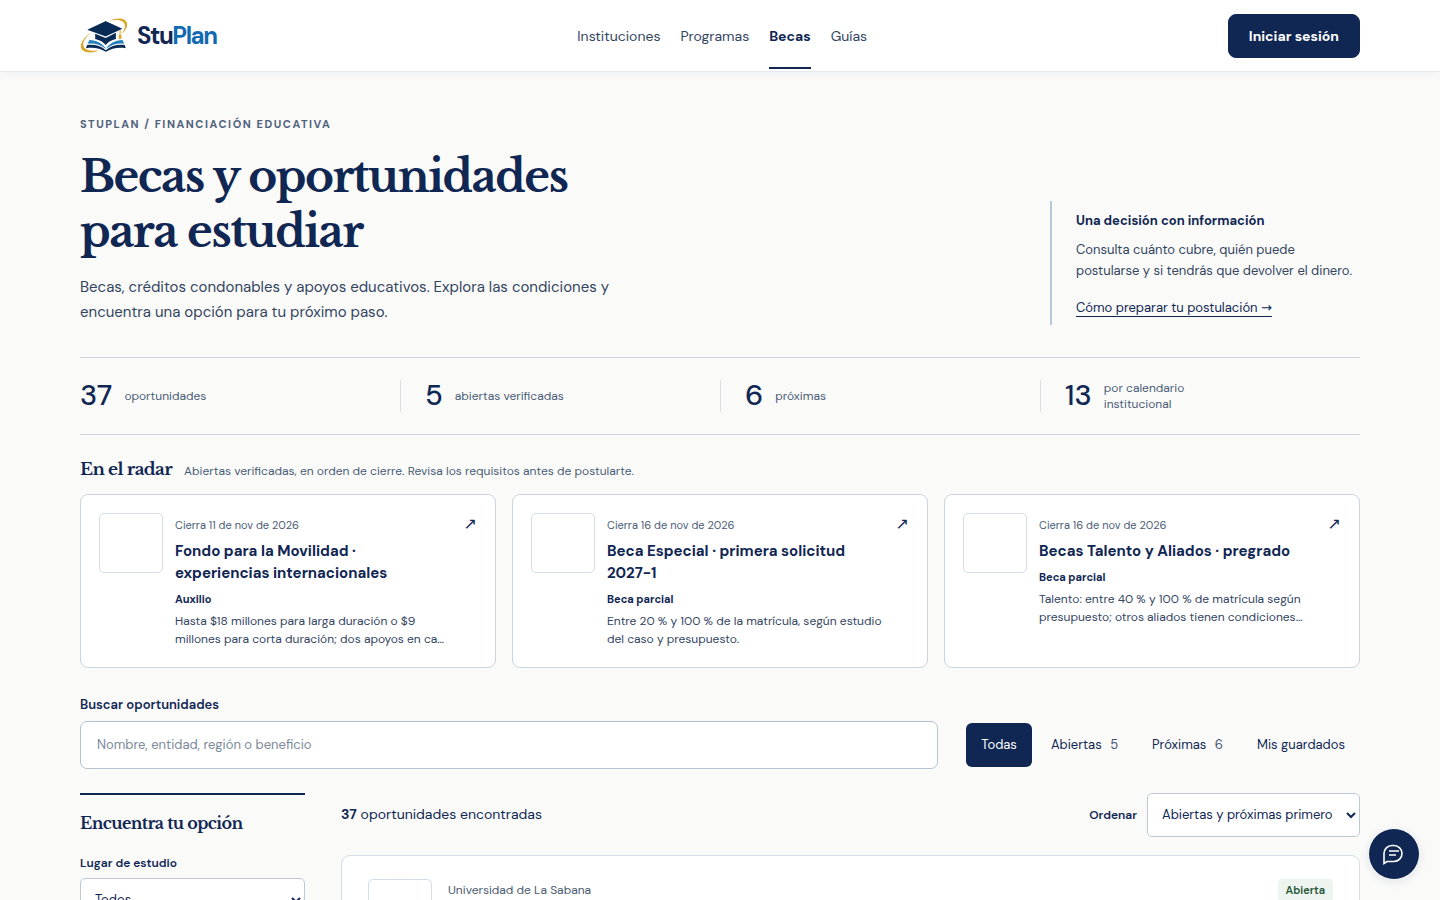 StuPlan
Instituciones
Programas
Becas
Guías
Iniciar sesión
STUPLAN / FINANCIACIÓN EDUCATIVA
Becas y oportunidades
para estudiar
Becas, créditos condonables y apoyos educativos. Explora las condiciones y
encuentra una opción para tu próximo paso.
Una decisión con información
Consulta cuánto cubre, quién puede
postularse y si tendrás que devolver el dinero.
Cómo preparar tu postulación →
37 oportunidades
5 abiertas verificadas
6 próximas
13 por calendario
institucional
En el radar Abiertas verificadas, en orden de cierre. Revisa los requisitos antes de postularte.
Cierra 11 de nov de 2026 ↗
Fondo para la Movilidad ·
experiencias internacionales
Auxilio
Hasta $18 millones para larga duración o $9
millones para corta duración; dos apoyos en ca…
Cierra 16 de nov de 2026 ↗
Beca Especial · primera solicitud
2027-1
Beca parcial
Entre 20 % y 100 % de la matrícula, según estudio
del caso y presupuesto.
Cierra 16 de nov de 2026 ↗
Becas Talento y Aliados · pregrado
Beca parcial
Talento: entre 40 % y 100 % de matrícula según
presupuesto; otros aliados tienen condiciones…
Buscar oportunidades
Nombre, entidad, región o beneficio
Todas
Abiertas 5
Próximas 6
Mis guardados
Encuentra tu opción
Lugar de estudio
Todos
37 oportunidades encontradas
Ordenar
Abiertas y próximas primero
Universidad de La Sabana
Abierta